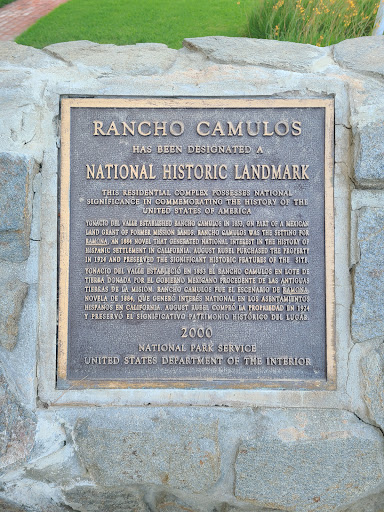 RANCHO CAMULOS
HAS BEEN DESIGNATED A
NATIONAL HISTORIC LANDMARK
THIS RESIDENTIAL COMPLEX POSSESSES NATIONAL
SIGNIFICANCE IN COMMEMORATING THE HISTORY OF THE
UNITED STATES OF AMERICA
YGNACIO DEL VALLE ESTABLISHED RANCHO CAMULOS IN 1853, ON PART OF A MEXICAN
LAND GRANT OF FORMER MISSION LANDS. RANCHO CAMULOS WAS THE SETTING FOR
RAMONA, AN 1884 NOVEL THAT GENERATED NATIONAL INTEREST IN THE HISTORY OF
HISPANIC SETTLEMENT IN CALIFORNIA. AUGUST RUBEL PURCHASED THE PROPERTY
IN 1924 AND PRESERVED THE SIGNIFICANT HISTORIC FEATURES OF THE SITE.
YGNACIO DEL VALLE ESTABLECIÓ EN 1853 EL RANCHO CAMULOS EN LOTE DE
TIERRA DONADA POR EL GOBIERNO MEXICANO PROCEDENTE DE LAS ANTIGUAS
TIERRAS DE LA MISIÓN. RANCHO CAMULOS FUE EL ESCENARIO DE RAMONA,
NOVELA DE 1884, QUE GENERÓ INTERÉS NATIONAL EN LOS ASENTAMIENTOS
HISPANOS EN CALIFORNIA. AUGUST RUBEL COMPRÓ LA PROPRIEDAD EN 1924
Y PRESERVÓ EL SIGNIFICATIVO PATRIMONIO HISTÓRICO DEL LUGAR.
2000
NATIONAL PARK SERVICE
UNITED STATES DEPARTMENT OF THE INTERIOR